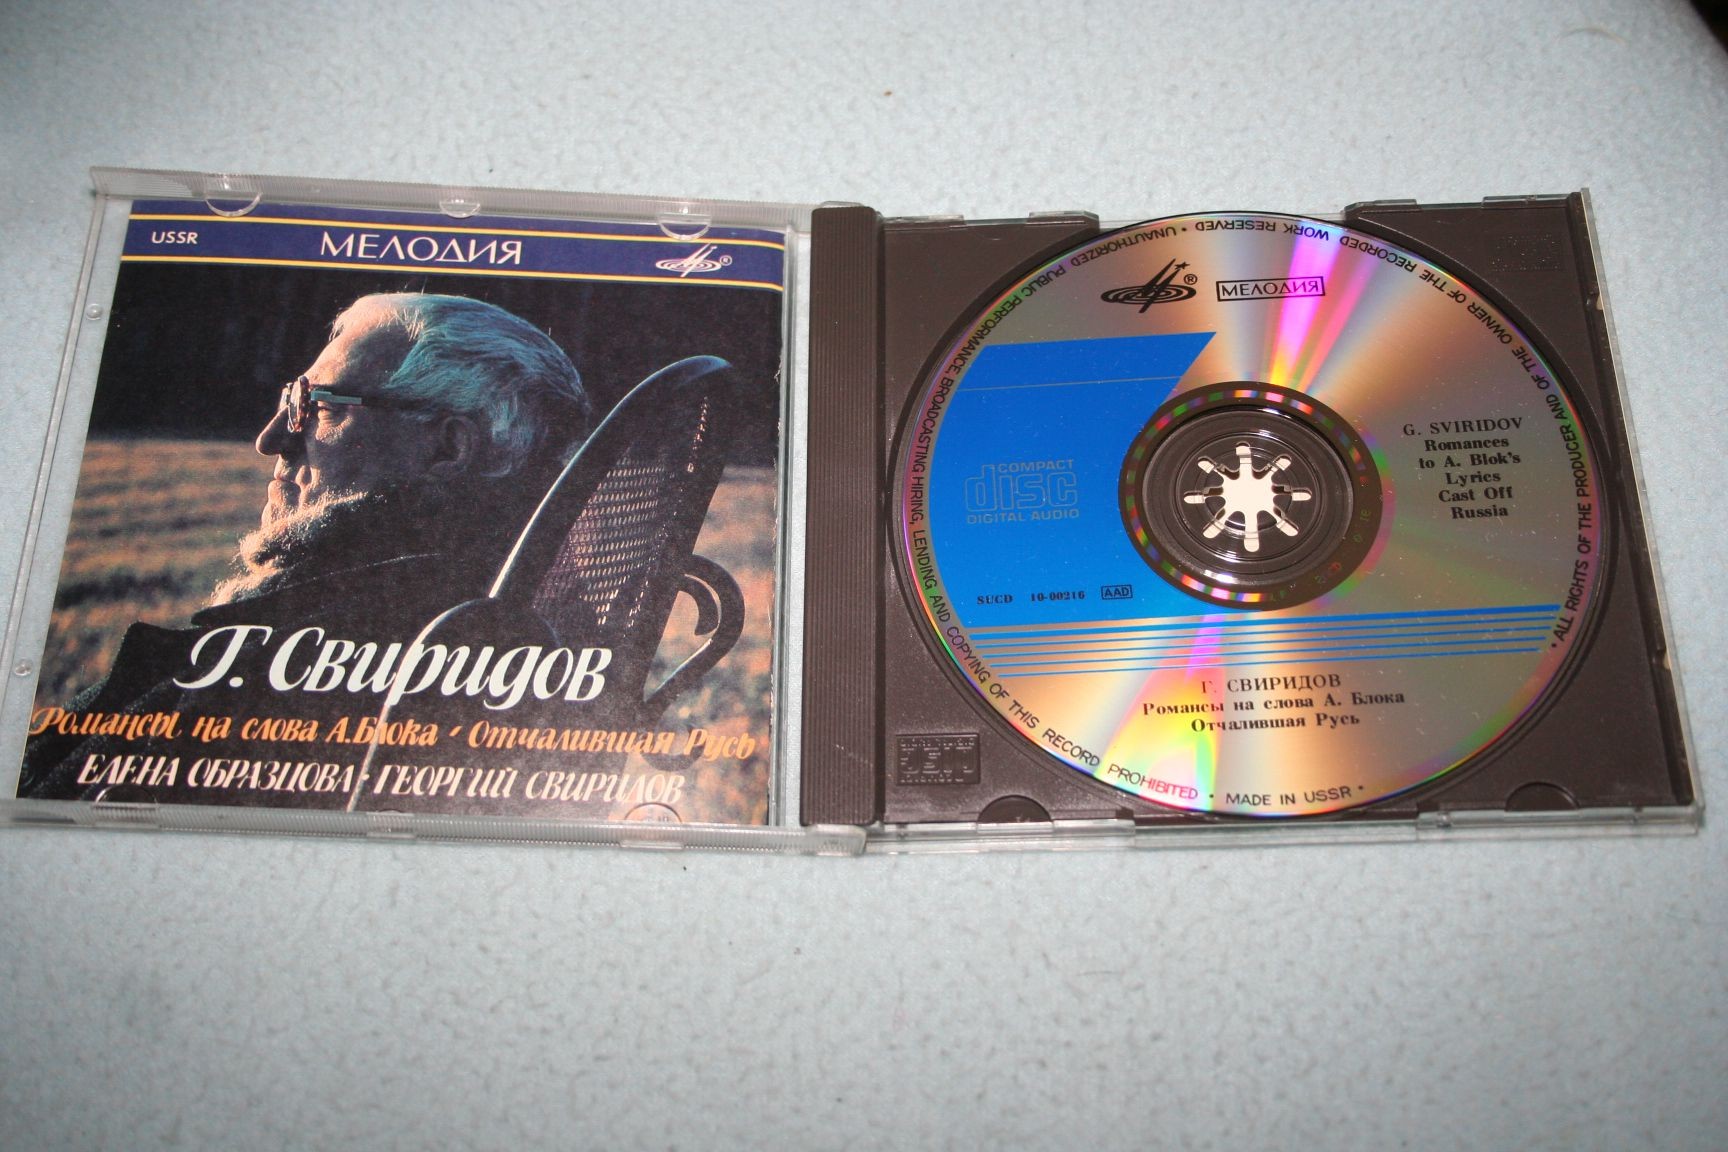 USSR
МЕЛОДИЯ
®
Г. Свиридов
Романсы на слова А.Блока · Отчалившая Русь
ЕЛЕНА ОБРАЗЦОВА · ГЕОРГИЙ СВИРИДОВ
® МЕЛОДИЯ
COMPACT
disc
DIGITAL AUDIO
SUCD 10-00216 AAD
G. SVIRIDOV
Romances
to A. Blok's
Lyrics
Cast Off
Russia
Г. СВИРИДОВ
Романсы на слова А. Блока
Отчалившая Русь
• ALL RIGHTS OF THE PRODUCER AND OF THE OWNER OF THE RECORDED WORK RESERVED • UNAUTHORIZED PUBLIC PERFORMANCE, BROADCASTING HIRING, LENDING AND COPYING OF THIS RECORD PROHIBITED • MADE IN USSR •